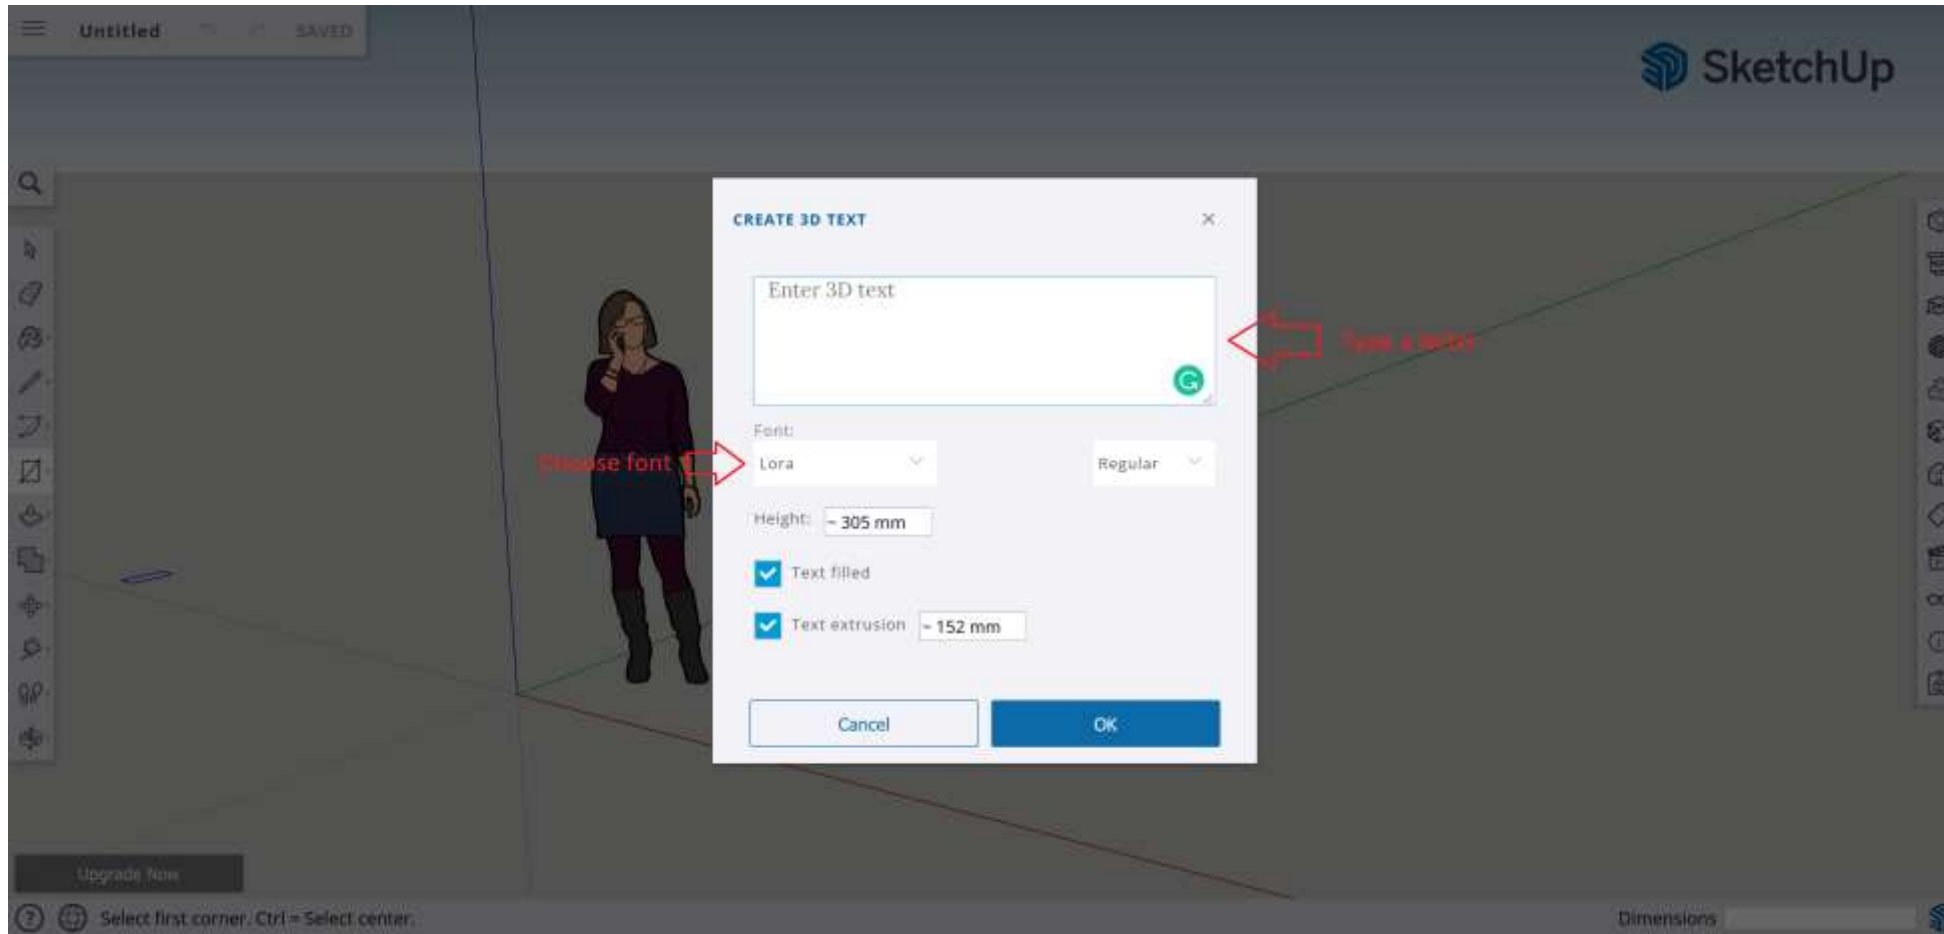 Untitled
SAVED
SketchUp
CREATE 3D TEXT
Enter 3D text
Type a
Font:
Choose font
Lora
Regular
Height: ~ 305 mm
Text filled
Text extrusion ~ 152 mm
Cancel
OK
Upgrade Now
Select first corner. Ctrl = Select center.
Dimensions